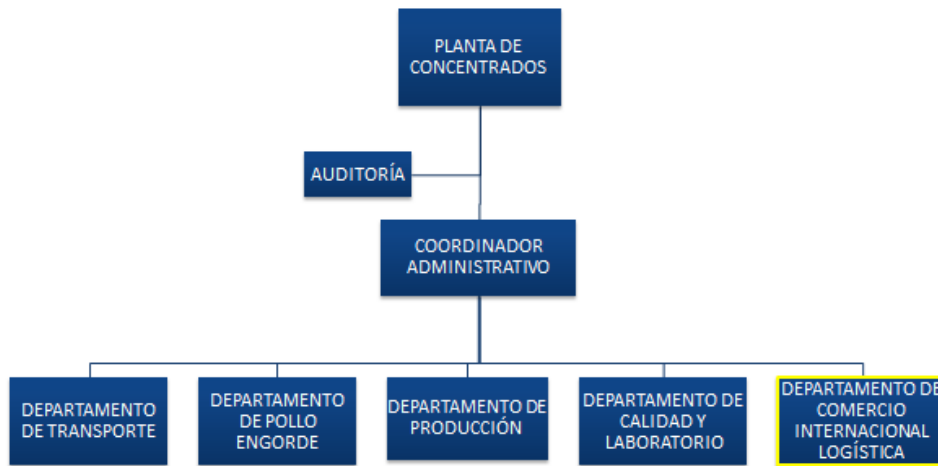 PLANTA DE
CONCENTRADOS
AUDITORÍA
COORDINADOR
ADMINISTRATIVO
DEPARTAMENTO
DE TRANSPORTE
DEPARTAMENTO
DE POLLO
ENGORDE
DEPARTAMENTO DE
PRODUCCIÓN
DEPARTAMENTO DE
CALIDAD Y
LABORATORIO
DEPARTAMENTO DE
COMERCIO
INTERNACIONAL
LOGÍSTICA